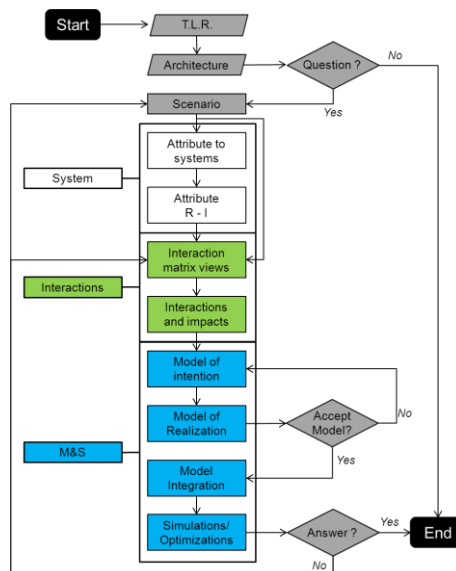 Start
T.L.R.
Architecture
Question ?
No
Yes
Scenario
Attribute to
systems
System
Attribute
R - I
Interaction
matrix views
Interactions
Interactions
and impacts
Model of
intention
Model of
Realization
Accept
Model?
No
Yes
M&S
Model
Integration
Simulations/
Optimizations
Answer ?
Yes
End
No